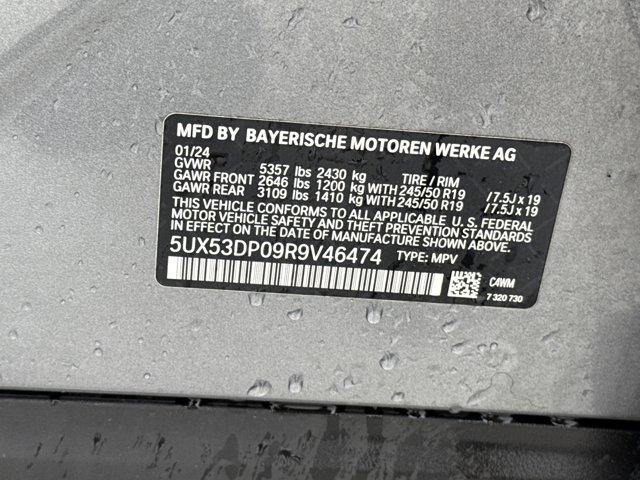 MFD BY BAYERISCHE MOTOREN WERKE AG
01/24
GVWR 5357 lbs 2430 kg TIRE / RIM
GAWR FRONT 2646 lbs 1200 kg WITH 245/50 R19 /7.5J x 19
GAWR REAR 3109 lbs 1410 kg WITH 245/50 R19 /7.5J x 19
THIS VEHICLE CONFORMS TO ALL APPLICABLE U. S. FEDERAL
MOTOR VEHICLE SAFETY AND THEFT PREVENTION STANDARDS
IN EFFECT ON THE DATE OF MANUFACTURE SHOWN ABOVE.
5UX53DP09R9V46474 TYPE: MPV
C4WM
7 320 730